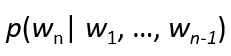 p(wn| w1, ..., wn-1)